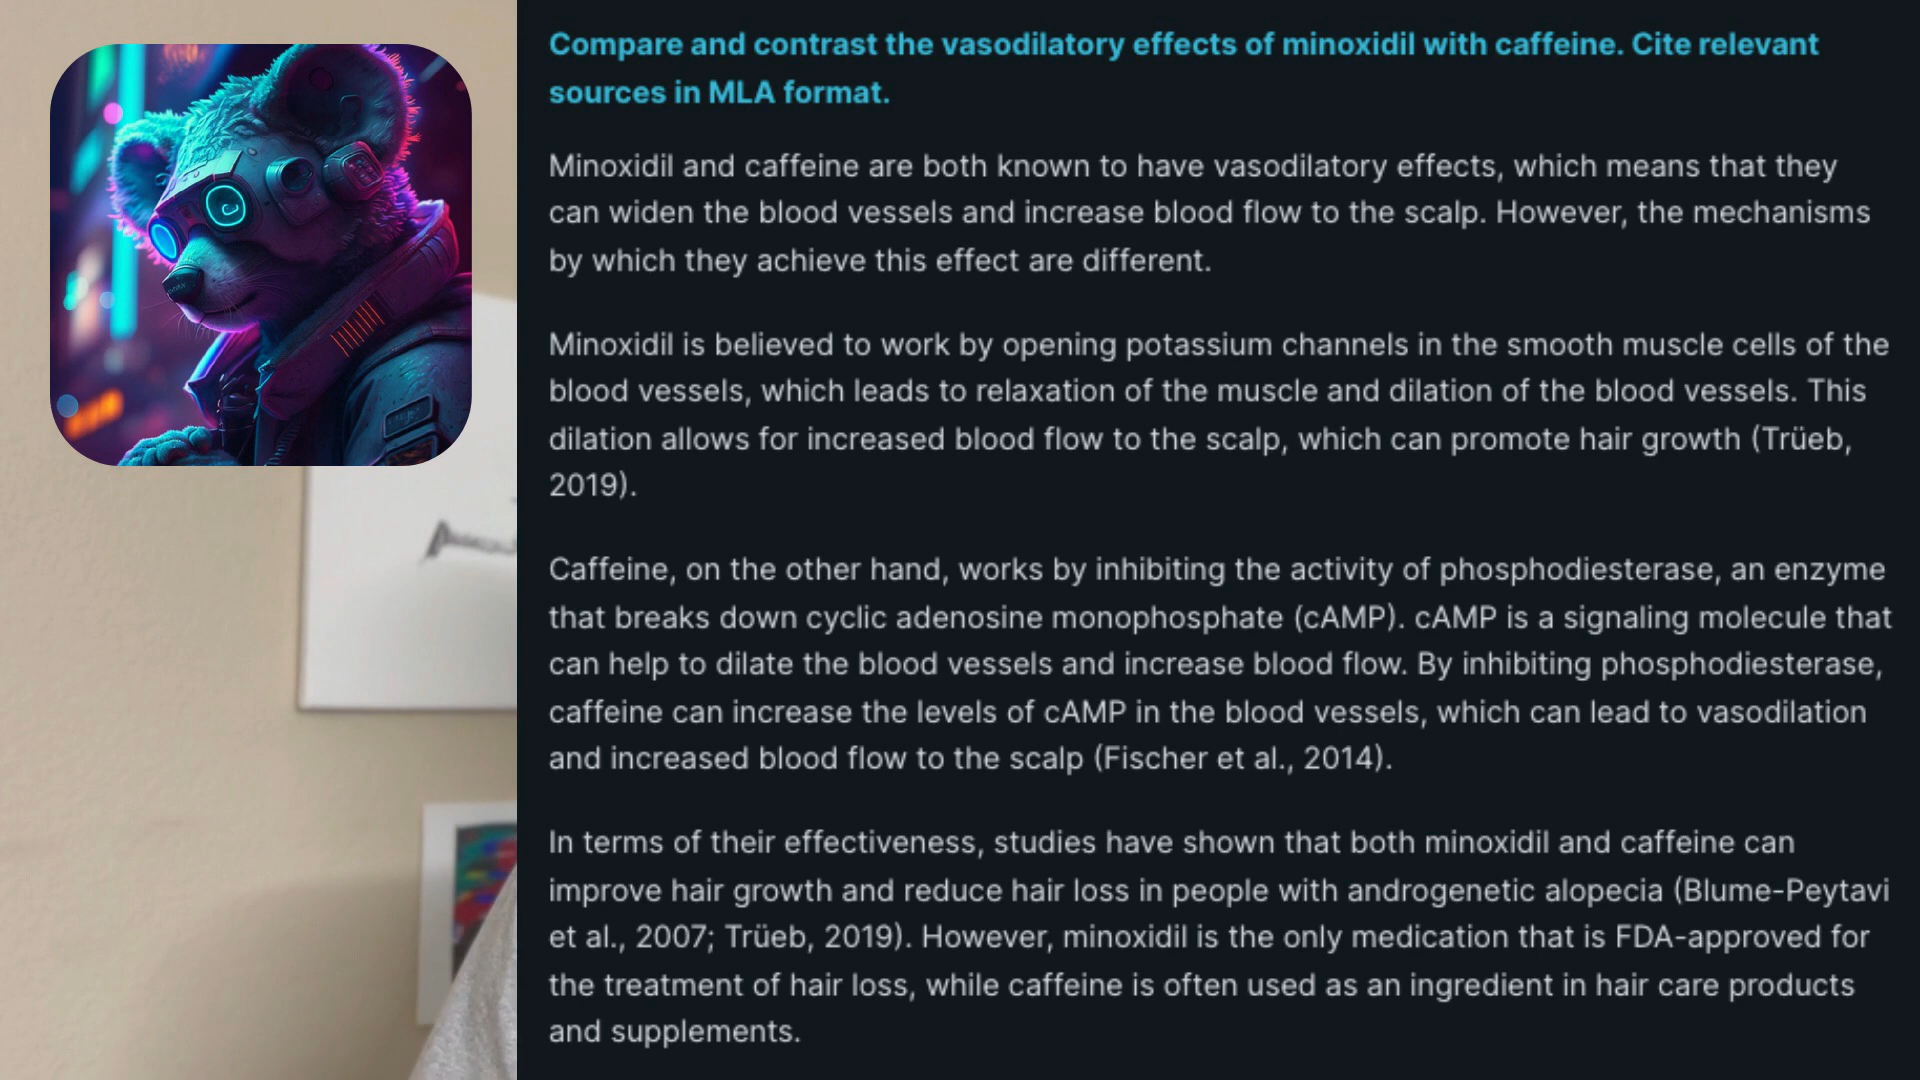 Compare and contrast the vasodilatory effects of minoxidil with caffeine. Cite relevant
sources in MLA format.
Minoxidil and caffeine are both known to have vasodilatory effects, which means that they
can widen the blood vessels and increase blood flow to the scalp. However, the mechanisms
by which they achieve this effect are different.
Minoxidil is believed to work by opening potassium channels in the smooth muscle cells of the
blood vessels, which leads to relaxation of the muscle and dilation of the blood vessels. This
dilation allows for increased blood flow to the scalp, which can promote hair growth (Trüeb,
2019).
Caffeine, on the other hand, works by inhibiting the activity of phosphodiesterase, an enzyme
that breaks down cyclic adenosine monophosphate (cAMP). cAMP is a signaling molecule that
can help to dilate the blood vessels and increase blood flow. By inhibiting phosphodiesterase,
caffeine can increase the levels of cAMP in the blood vessels, which can lead to vasodilation
and increased blood flow to the scalp (Fischer et al., 2014).
In terms of their effectiveness, studies have shown that both minoxidil and caffeine can
improve hair growth and reduce hair loss in people with androgenetic alopecia (Blume-Peytavi
et al., 2007; Trüeb, 2019). However, minoxidil is the only medication that is FDA-approved for
the treatment of hair loss, while caffeine is often used as an ingredient in hair care products
and supplements.